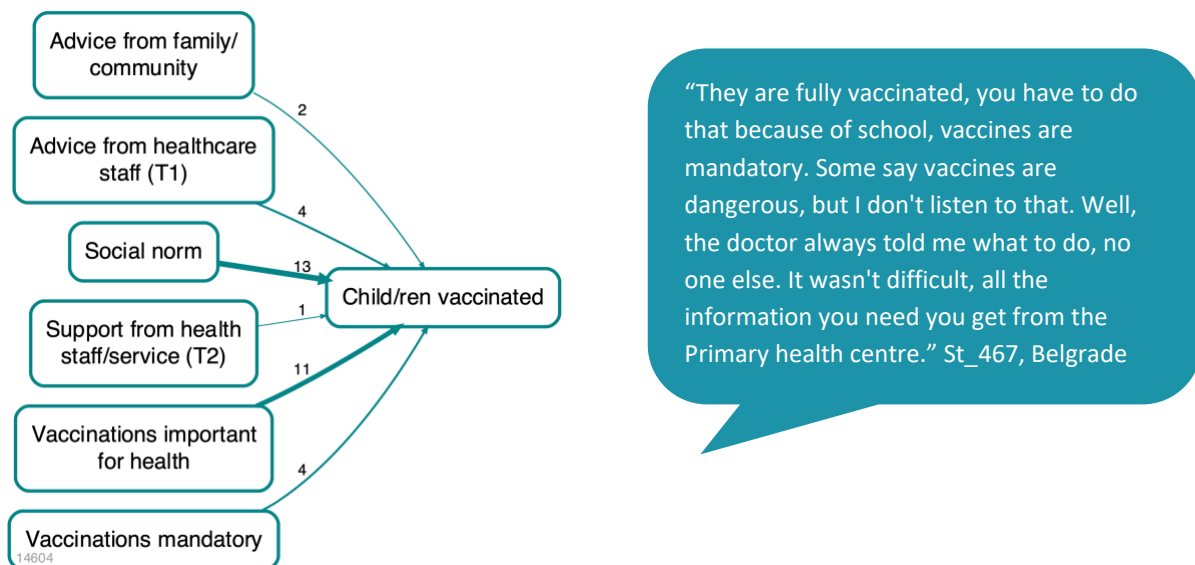 Advice from family/
community
2
Advice from healthcare
staff (T1)
4
Social norm
13
Child/ren vaccinated
Support from health
staff/service (T2)
1
11
Vaccinations important
for health
4
Vaccinations mandatory
14604
“They are fully vaccinated, you have to do
that because of school, vaccines are
mandatory. Some say vaccines are
dangerous, but I don't listen to that. Well,
the doctor always told me what to do, no
one else. It wasn't difficult, all the
information you need you get from the
Primary health centre.” St_467, Belgrade